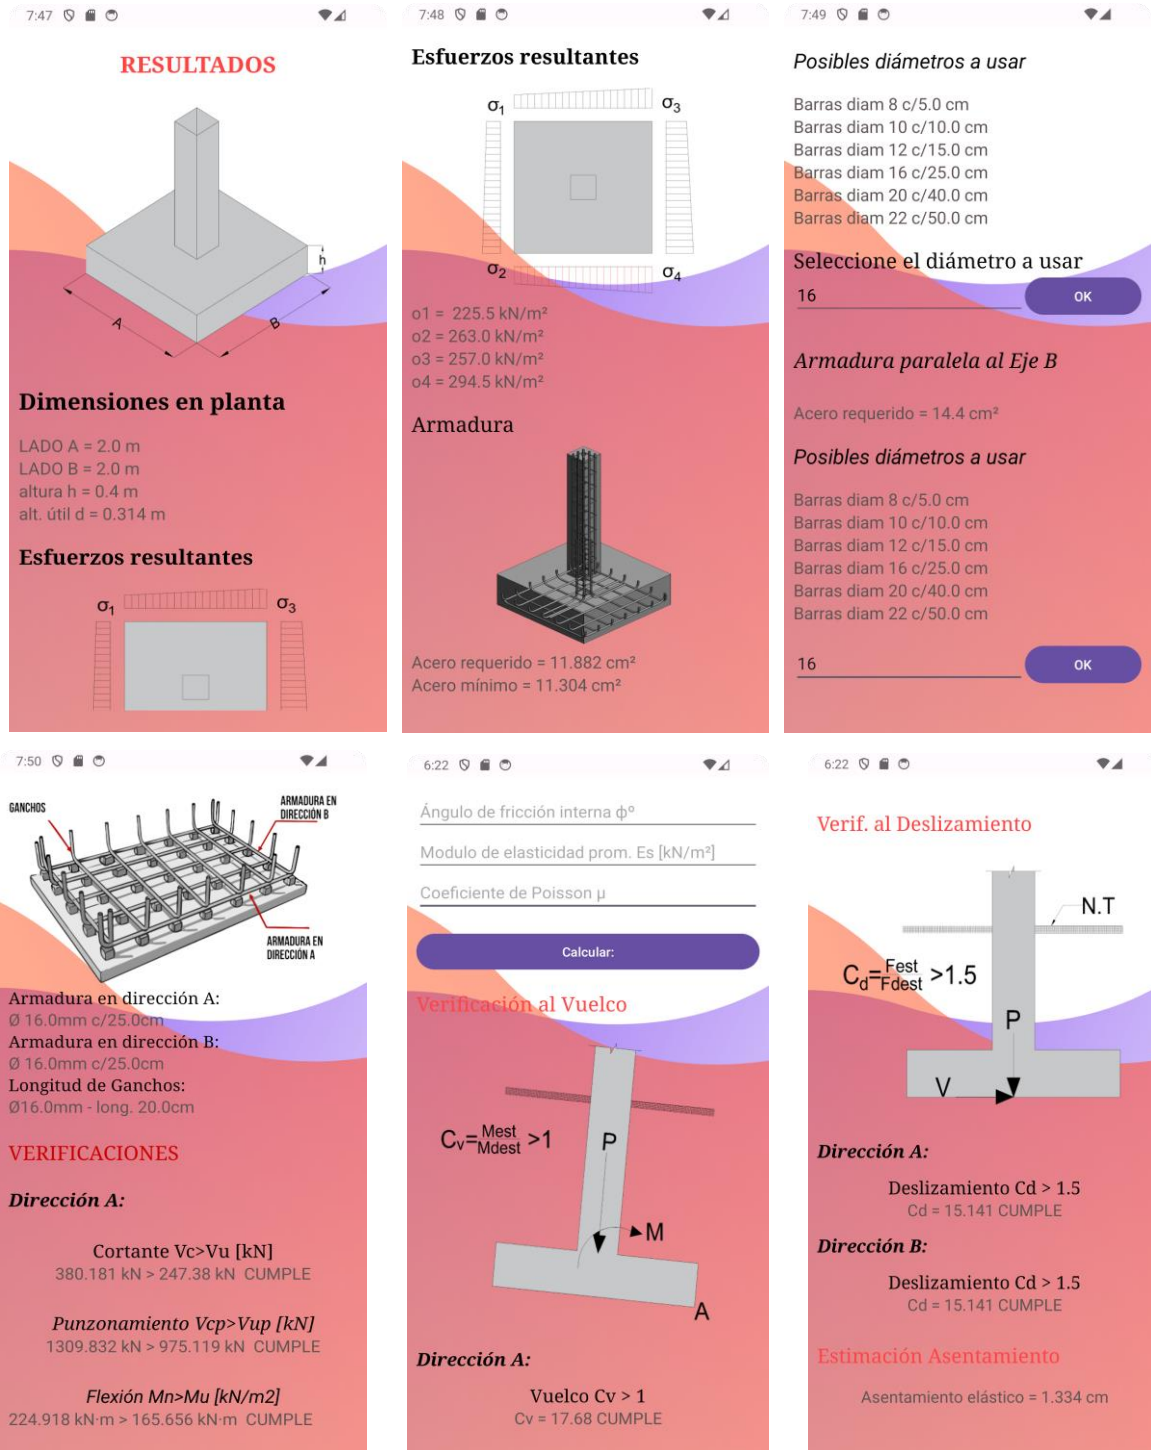 7:47
RESULTADOS
h
A
B
Dimensiones en planta
LADO A = 2.0 m
LADO B = 2.0 m
altura h = 0.4 m
alt. útil d = 0.314 m
Esfuerzos resultantes
σ1
σ3
7:48
Esfuerzos resultantes
σ1
σ3
σ2
σ4
o1 =  225.5 kN/m²
o2 = 263.0 kN/m²
o3 = 257.0 kN/m²
o4 = 294.5 kN/m²
Armadura
Acero requerido = 11.882 cm²
Acero mínimo = 11.304 cm²
7:49
Posibles diámetros a usar
Barras diam 8 c/5.0 cm
Barras diam 10 c/10.0 cm
Barras diam 12 c/15.0 cm
Barras diam 16 c/25.0 cm
Barras diam 20 c/40.0 cm
Barras diam 22 c/50.0 cm
Seleccione el diámetro a usar
16 OK
Armadura paralela al Eje B
Acero requerido = 14.4 cm²
Posibles diámetros a usar
Barras diam 8 c/5.0 cm
Barras diam 10 c/10.0 cm
Barras diam 12 c/15.0 cm
Barras diam 16 c/25.0 cm
Barras diam 20 c/40.0 cm
Barras diam 22 c/50.0 cm
16 OK
7:50
GANCHOS
ARMADURA EN
DIRECCIÓN B
ARMADURA EN
DIRECCIÓN A
Armadura en dirección A:
Ø 16.0mm c/25.0cm
Armadura en dirección B:
Ø 16.0mm c/25.0cm
Longitud de Ganchos:
Ø16.0mm - long. 20.0cm
VERIFICACIONES
Dirección A:
Cortante Vc>Vu [kN]
380.181 kN > 247.38 kN  CUMPLE
Punzonamiento Vcp>Vup [kN]
1309.832 kN > 975.119 kN  CUMPLE
Flexión Mn>Mu [kN/m2]
224.918 kN·m > 165.656 kN·m  CUMPLE
6:22
Ángulo de fricción interna ϕº
Modulo de elasticidad prom. Es [kN/m²]
Coeficiente de Poisson μ
Calcular:
Verificación al Vuelco
Cv=Mest/Mdest >1
P
M
A
Dirección A:
Vuelco Cv > 1
Cv = 17.68 CUMPLE
6:22
Verif. al Deslizamiento
N.T
Cd=Fest/Fdest >1.5
P
V
Dirección A:
Deslizamiento Cd > 1.5
Cd = 15.141 CUMPLE
Dirección B:
Deslizamiento Cd > 1.5
Cd = 15.141 CUMPLE
Estimación Asentamiento
Asentamiento elástico = 1.334 cm